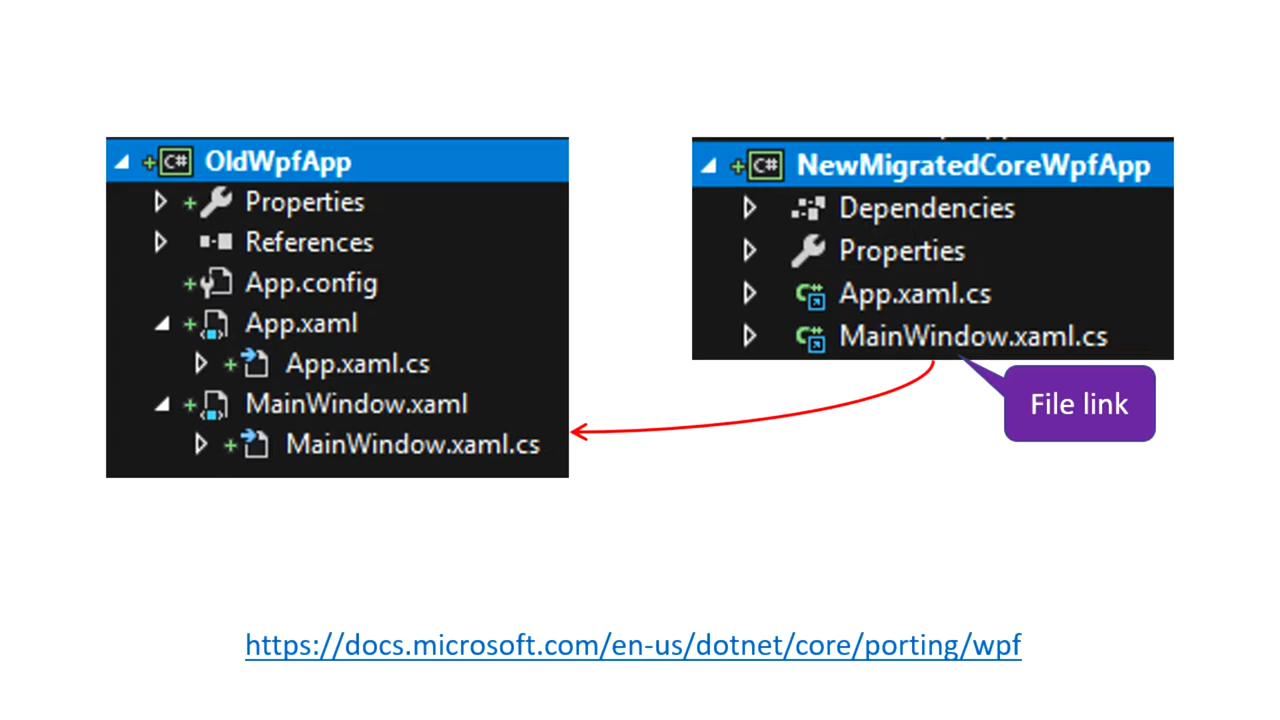 C# OldWpfApp
Properties
References
App.config
App.xaml
App.xaml.cs
MainWindow.xaml
MainWindow.xaml.cs
C# NewMigratedCoreWpfApp
Dependencies
Properties
C# App.xaml.cs
C# MainWindow.xaml.cs
File link
https://docs.microsoft.com/en-us/dotnet/core/porting/wpf